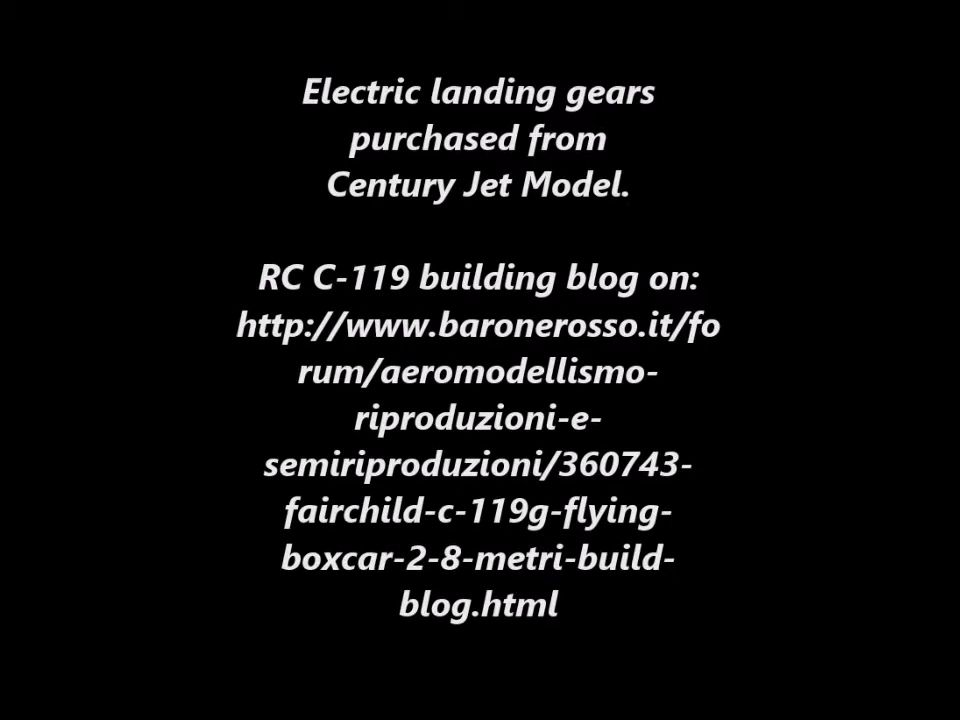 Electric landing gears
purchased from
Century Jet Model.
RC C-119 building blog on:
http://www.baronerosso.it/fo
rum/aeromodellismo-
riproduzioni-e-
semiriproduzioni/360743-
fairchild-c-119g-flying-
boxcar-2-8-metri-build-
blog.html